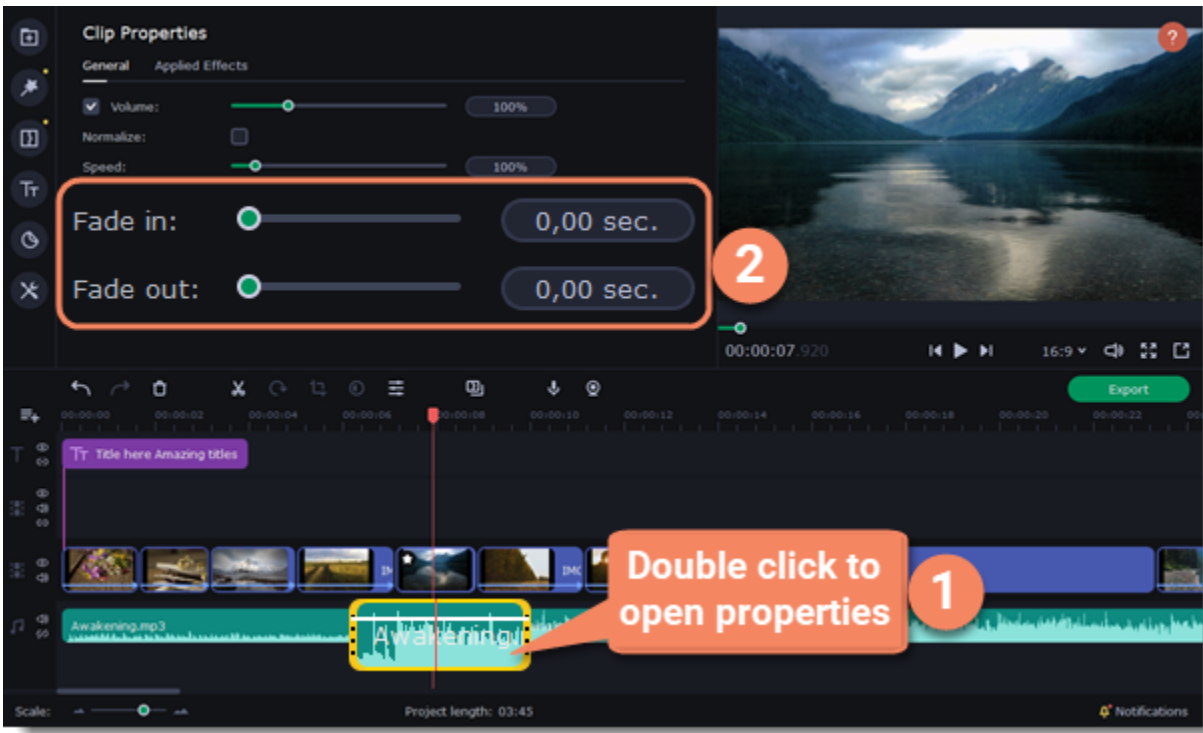 Clip Properties
General Applied Effects
Volume: 100%
Normalize:
Speed: 100%
Fade in: 0,00 sec.
Fade out: 0,00 sec.
2
?
00:00:07.920
16:9
Export
00:00:00 00:00:02 00:00:04 00:00:06 00:00:08 00:00:10 00:00:12 00:00:14 00:00:16 00:00:18 00:00:20 00:00:22
Tт Title here Amazing titles
Double click to
open properties
1
Awakening.mp3
Scale:
Project length: 03:45
Notifications